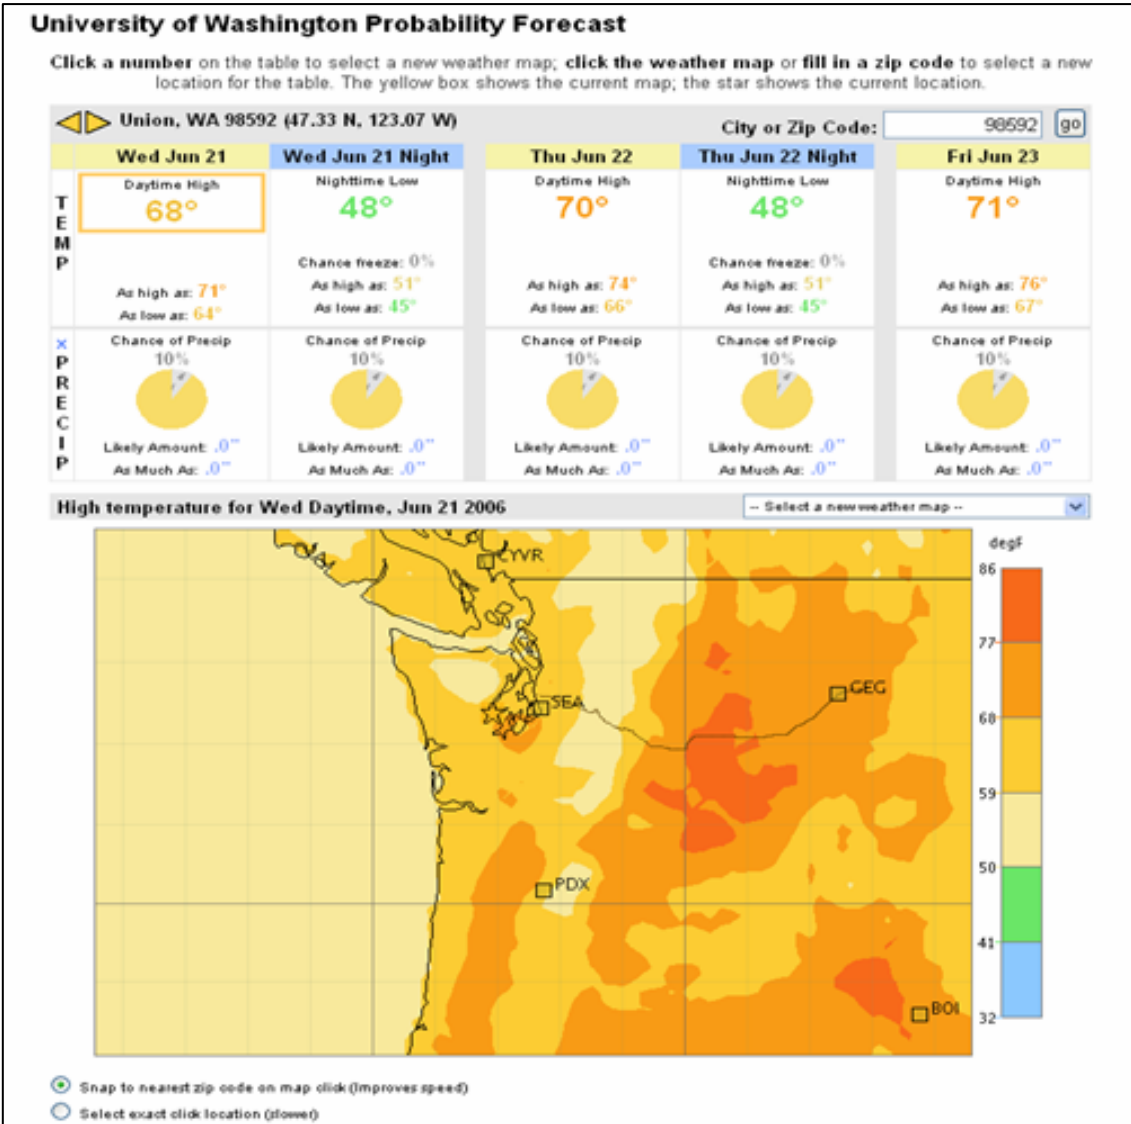 University of Washington Probability Forecast
Click a number on the table to select a new weather map; click the weather map or fill in a zip code to select a new
location for the table. The yellow box shows the current map; the star shows the current location.
Union, WA 98592 (47.33 N, 123.07 W)
City or Zip Code: 98592 go
Wed Jun 21 Wed Jun 21 Night Thu Jun 22 Thu Jun 22 Night Fri Jun 23
TEMP
Daytime High Nighttime Low Daytime High Nighttime Low Daytime High
68° 48° 70° 48° 71°
Chance freeze: 0% Chance freeze: 0%
As high as: 71° As high as: 51° As high as: 74° As high as: 51° As high as: 76°
As low as: 64° As low as: 45° As low as: 66° As low as: 45° As low as: 67°
x PRECIP
Chance of Precip Chance of Precip Chance of Precip Chance of Precip Chance of Precip
10% 10% 10% 10% 10%
Likely Amount: .0" Likely Amount: .0" Likely Amount: .0" Likely Amount: .0" Likely Amount: .0"
As Much As: .0" As Much As: .0" As Much As: .0" As Much As: .0" As Much As: .0"
High temperature for Wed Daytime, Jun 21 2006
-- Select a new weather map --
degF
86
77
68
59
50
41
32
CYVR
SEA
GEG
PDX
BOI
Snap to nearest zip code on map click (Improves speed)
Select exact click location (slower)